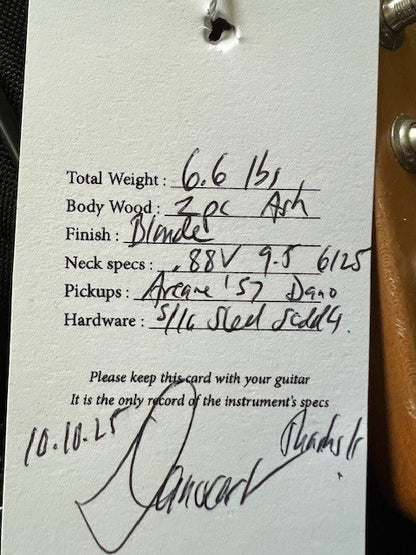 Total Weight : 6.6 lbs
Body Wood : 2pc Ash
Finish : Blonde
Neck specs : .88V 9.5 6125
Pickups : Arcane '57 Dano
Hardware : 5/16 Steel
Please keep this card with your guitar
It is the only record of the instrument's specs
10.10.25
Danocart